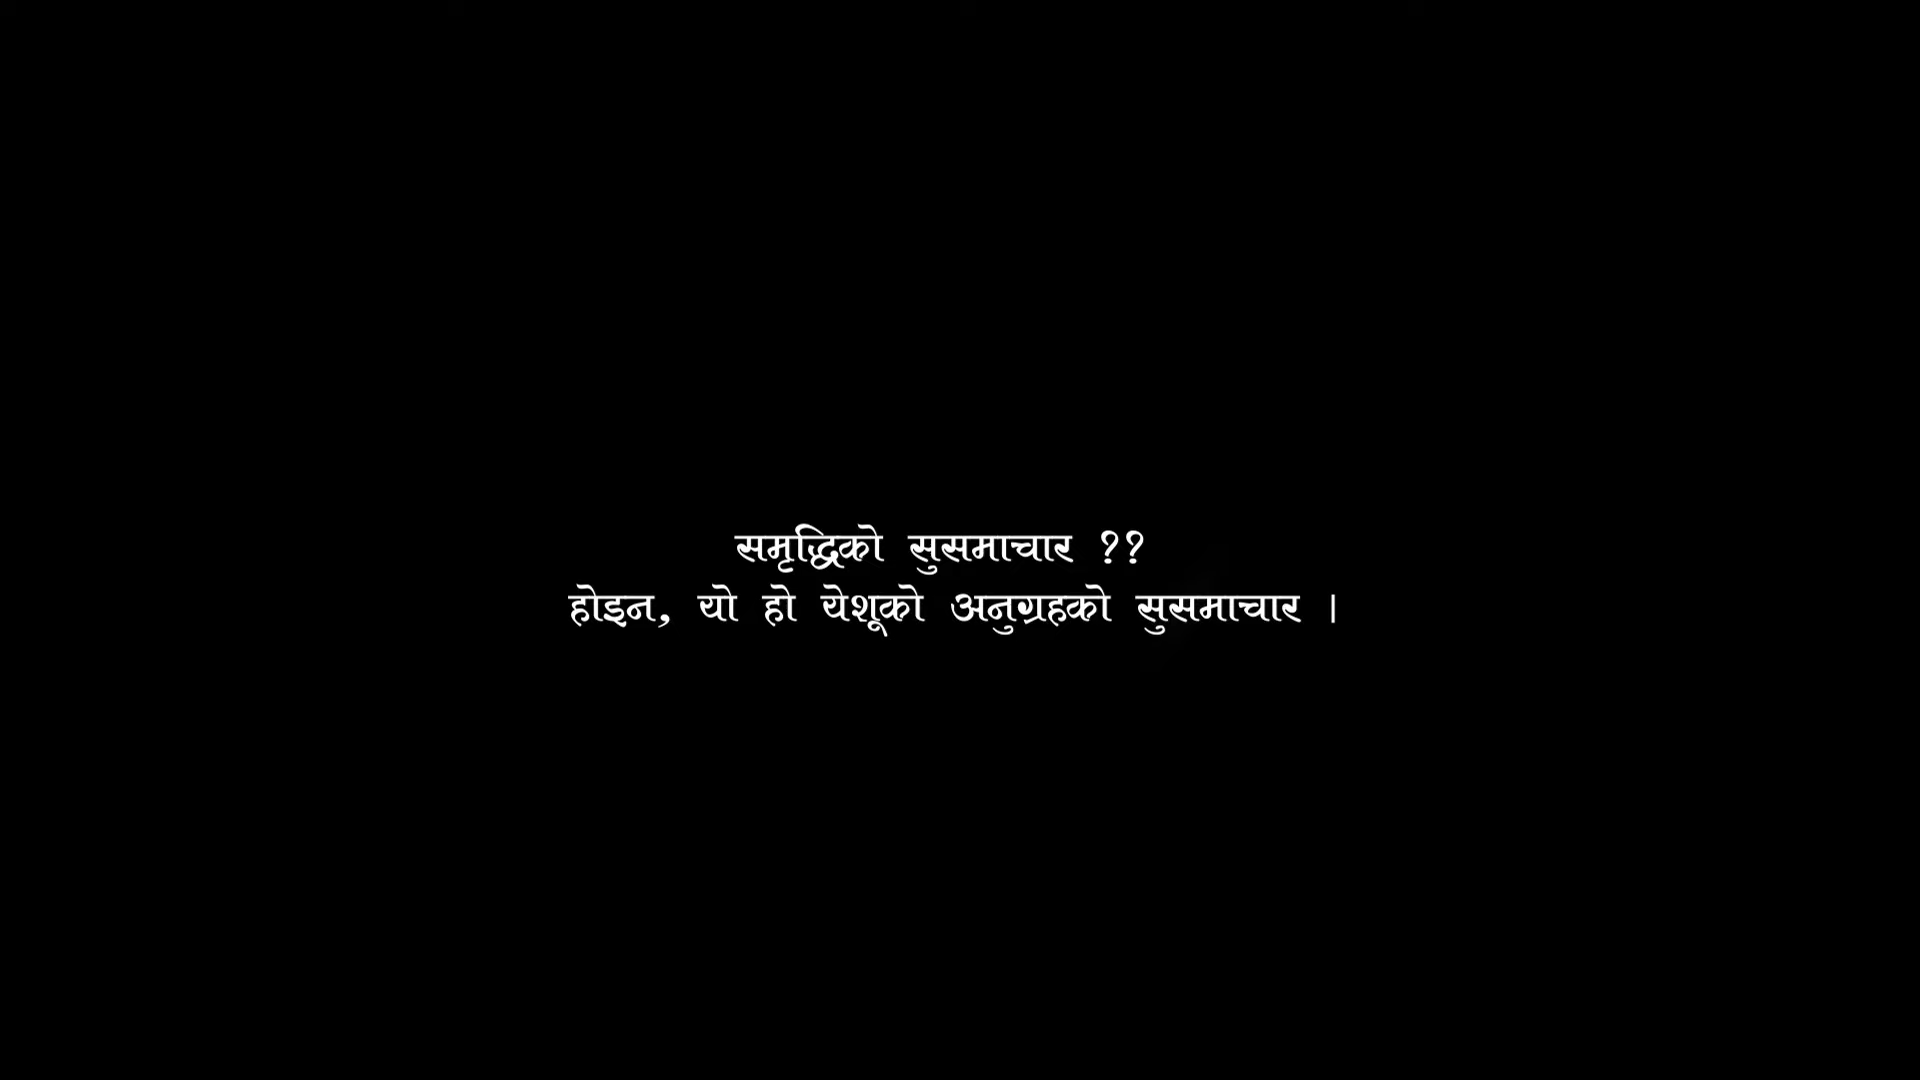 समृद्धिको सुसमाचार ??
होइन, यो हो येशूको अनुग्रहको सुसमाचार ।